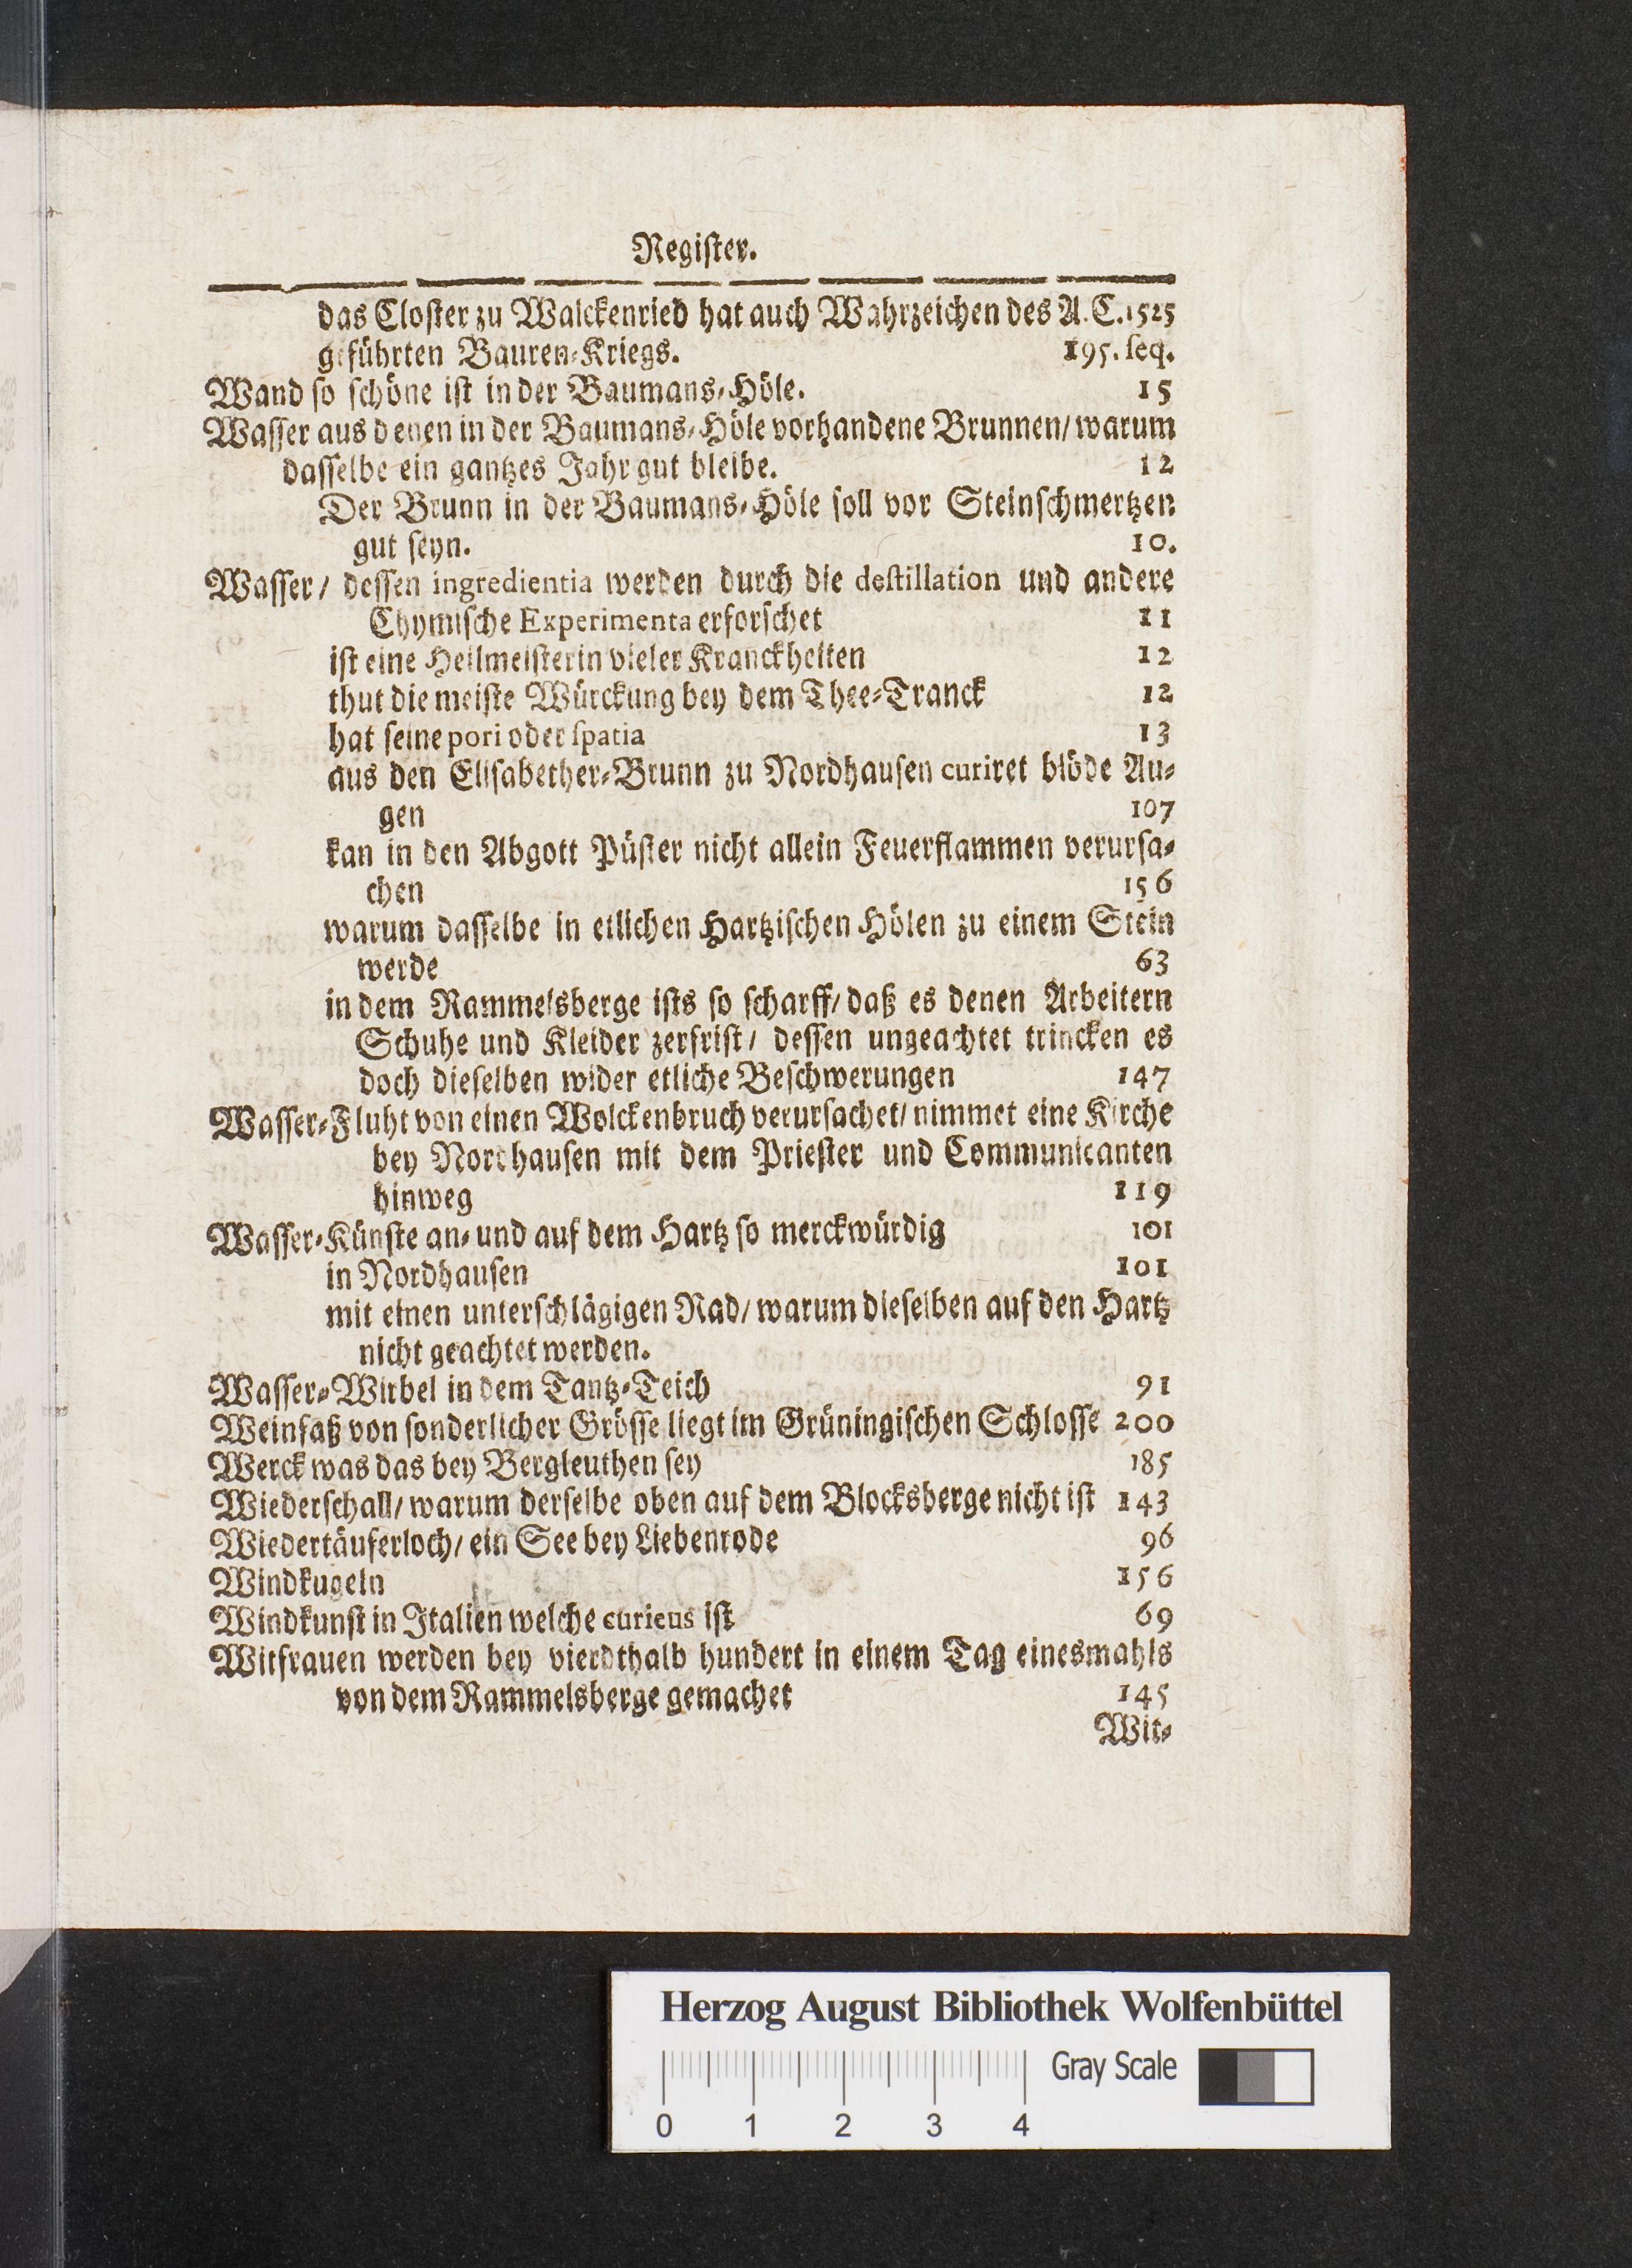 Regiſter.
das Cloſter zu Walckenried hat auch Wahrzeichen des A. C. 1525
geführten Bauren-Kriegs. 195. ſeq.
Wand ſo ſchöne iſt in der Baumans-Höle. 15
Waſſer aus denen in der Baumans-Höle vorhandene Brunnen/ warum
daſſelbe ein gantzes Jahr gut bleibe. 12
Der Brunn in der Baumans-Höle ſoll vor Steinſchmertzen
gut ſeyn. 10.
Waſſer/ deſſen ingredientia werden durch die deſtillation und andere
Chymiſche Experimenta erforſchet 11
iſt eine Heilmeiſterin vieler Kranckheiten 12
thut die meiſte Würckung bey dem Thee-Tranck 12
hat ſeine pori oder ſpatia 13
aus den Eliſabether-Brunn zu Nordhauſen curiret blöde Au-
gen 107
kan in den Abgott Püſter nicht allein Feuerflammen verurſa-
chen 156
warum daſſelbe in etlichen Hartziſchen Hölen zu einem Stein
werde 63
in dem Rammelsberge iſts ſo ſcharff/ daß es denen Arbeitern
Schuhe und Kleider zerfriſt/ deſſen ungeachtet trincken es
doch dieſelben wider etliche Beſchwerungen 147
Waſſer-Fluht von einen Wolckenbruch verurſachet/ nimmet eine Kirche
bey Nordhauſen mit dem Prieſter und Communicanten
hinweg 119
Waſſer-Künſte an- und auf dem Hartz ſo merckwürdig 101
in Nordhauſen 101
mit einen unterſchlägigen Rad/ warum dieſelben auf den Hartz
nicht geachtet werden.
Waſſer-Wirbel in dem Tantz-Teich 91
Weinfaß von ſonderlicher Gröſſe liegt im Grüningiſchen Schloſſe 200
Werck was das bey Bergleuthen ſey 185
Wiederſchall/ warum derſelbe oben auf dem Blocksberge nicht iſt 143
Wiedertäuferloch/ ein See bey Liebenrode 96
Windkugeln 156
Windkunſt in Italien welche curieus iſt 69
Witfrauen werden bey vierdthalb hundert in einem Tag einesmahls
von dem Rammelsberge gemachet 145
Wit-
Herzog August Bibliothek Wolfenbüttel
Gray Scale
0 1 2 3 4